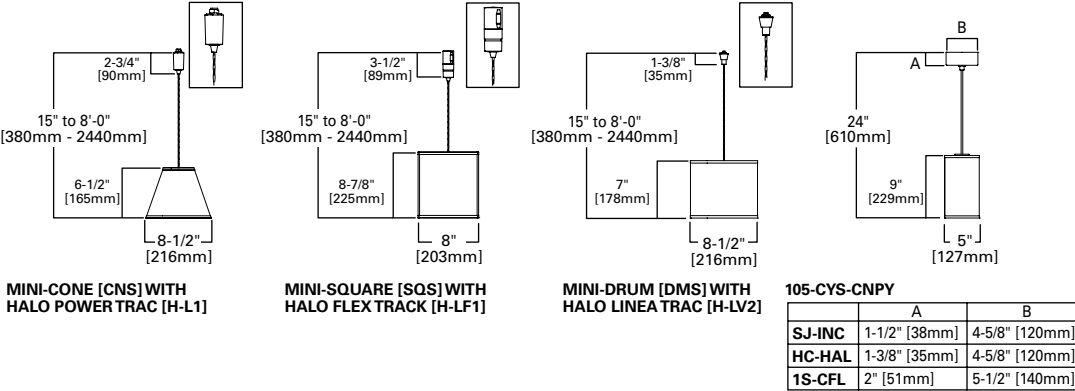 2-3/4"
[90mm]
15" to 8'-0"
[380mm - 2440mm]
6-1/2"
[165mm]
8-1/2"
[216mm]
MINI-CONE [CNS] WITH
HALO POWER TRAC [H-L1]
3-1/2"
[89mm]
15" to 8'-0"
[380mm - 2440mm]
8-7/8"
[225mm]
8"
[203mm]
MINI-SQUARE [SQS] WITH
HALO FLEX TRACK [H-LF1]
1-3/8"
[35mm]
15" to 8'-0"
[380mm - 2440mm]
7"
[178mm]
8-1/2"
[216mm]
MINI-DRUM [DMS] WITH
HALO LINEA TRAC [H-LV2]
B
A
24"
[610mm]
9"
[229mm]
5"
[127mm]
105-CYS-CNPY
A B
SJ-INC 1-1/2" [38mm] 4-5/8" [120mm]
HC-HAL 1-3/8" [35mm] 4-5/8" [120mm]
1S-CFL 2" [51mm] 5-1/2" [140mm]